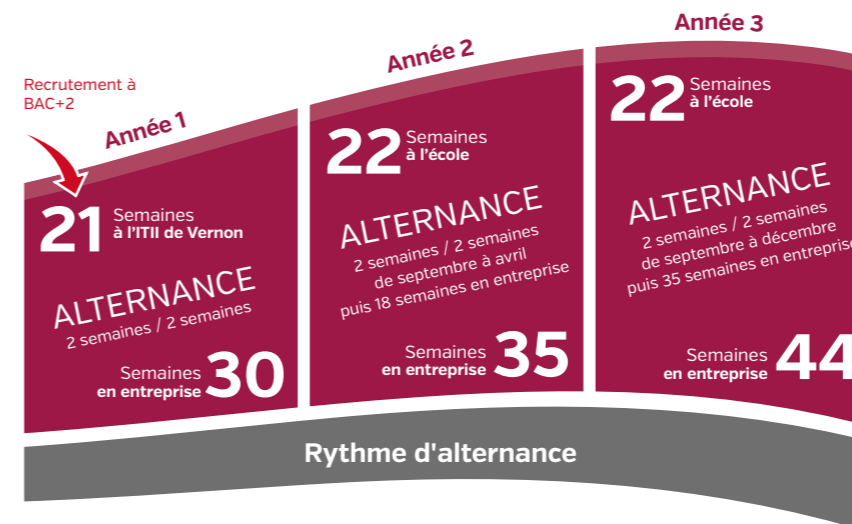 Recrutement à
BAC+2
Année 1
21 Semaines
à l'ITII de Vernon
ALTERNANCE
2 semaines / 2 semaines
Semaines
en entreprise 30
Année 2
22 Semaines
à l'école
ALTERNANCE
2 semaines / 2 semaines
de septembre à avril
puis 18 semaines en entreprise
Semaines
en entreprise 35
Année 3
22 Semaines
à l'école
ALTERNANCE
2 semaines / 2 semaines
de septembre à décembre
puis 35 semaines en entreprise
Semaines
en entreprise 44
Rythme d'alternance